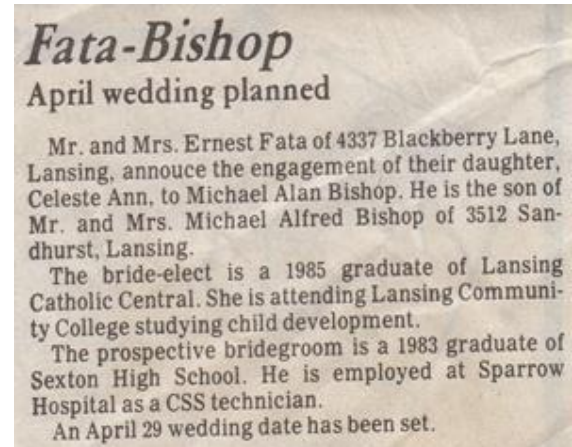 Fata-Bishop
April wedding planned
Mr. and Mrs. Ernest Fata of 4337 Blackberry Lane,
Lansing, annouce the engagement of their daughter,
Celeste Ann, to Michael Alan Bishop. He is the son of
Mr. and Mrs. Michael Alfred Bishop of 3512 San-
dhurst, Lansing.
The bride-elect is a 1985 graduate of Lansing
Catholic Central. She is attending Lansing Communi-
ty College studying child development.
The prospective bridegroom is a 1983 graduate of
Sexton High School. He is employed at Sparrow
Hospital as a CSS technician.
An April 29 wedding date has been set.